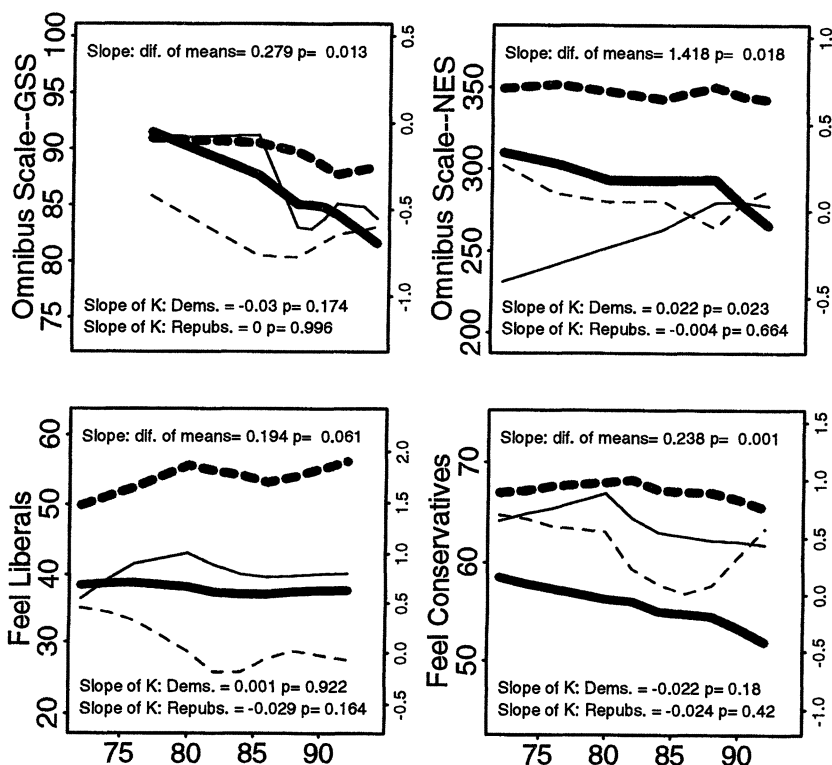 Omnibus Scale--GSS
100
95
90
85
80
75
Slope: dif. of means= 0.279 p= 0.013
Slope of K: Dems. = -0.03 p= 0.174
Slope of K: Repubs. = 0 p= 0.996
0.5
0.0
-0.5
-1.0
Omnibus Scale--NES
350
300
250
200
Slope: dif. of means= 1.418 p= 0.018
Slope of K: Dems. = 0.022 p= 0.023
Slope of K: Repubs. = -0.004 p= 0.664
1.0
0.5
0.0
-0.5
Feel Liberals
60
50
40
30
20
Slope: dif. of means= 0.194 p= 0.061
Slope of K: Dems. = 0.001 p= 0.922
Slope of K: Repubs. = -0.029 p= 0.164
2.0
1.5
1.0
0.5
0.0
-0.5
75 80 85 90
Feel Conservatives
70
60
50
Slope: dif. of means= 0.238 p= 0.001
Slope of K: Dems. = -0.022 p= 0.18
Slope of K: Repubs. = -0.024 p= 0.42
1.5
1.0
0.5
0.0
-0.5
-1.0
75 80 85 90